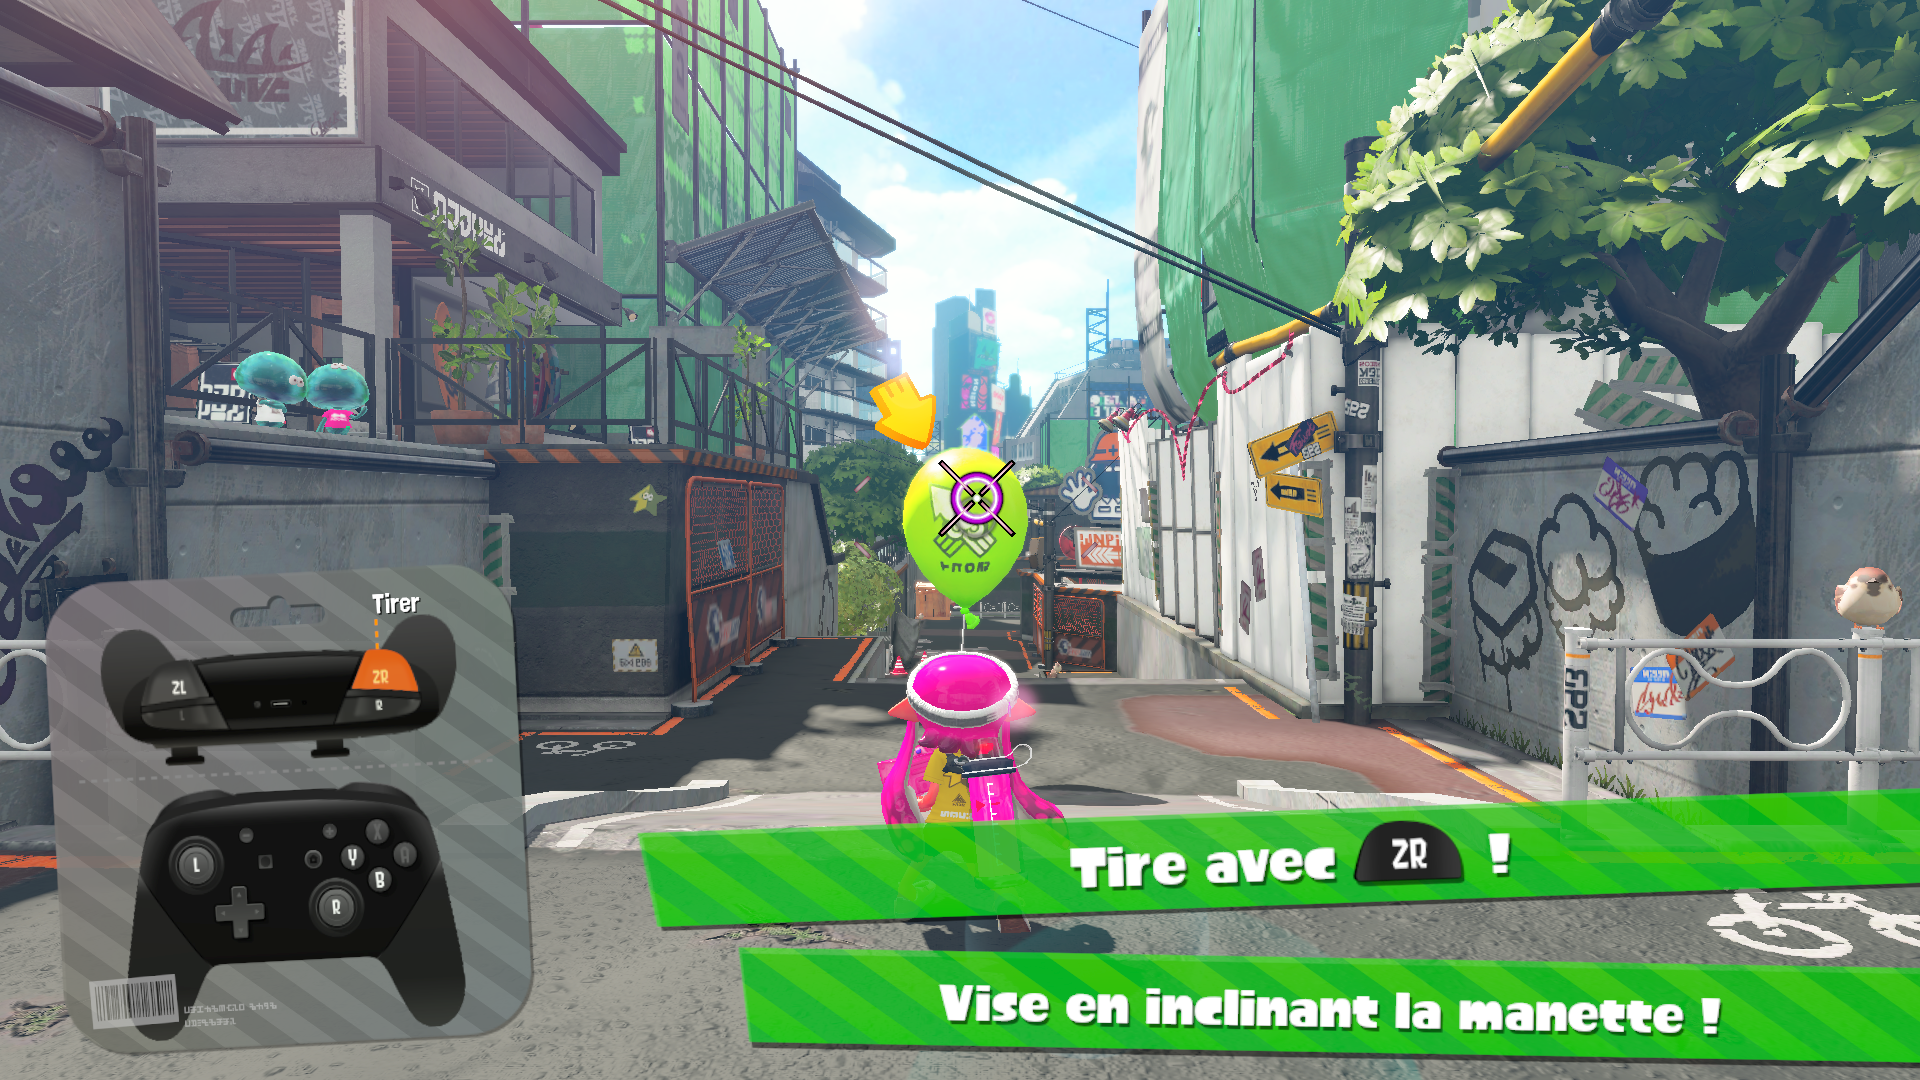 Tirer
ZL
ZR
L
R
L
X
Y
A
B
R
Tire avec ZR !
Vise en inclinant la manette !